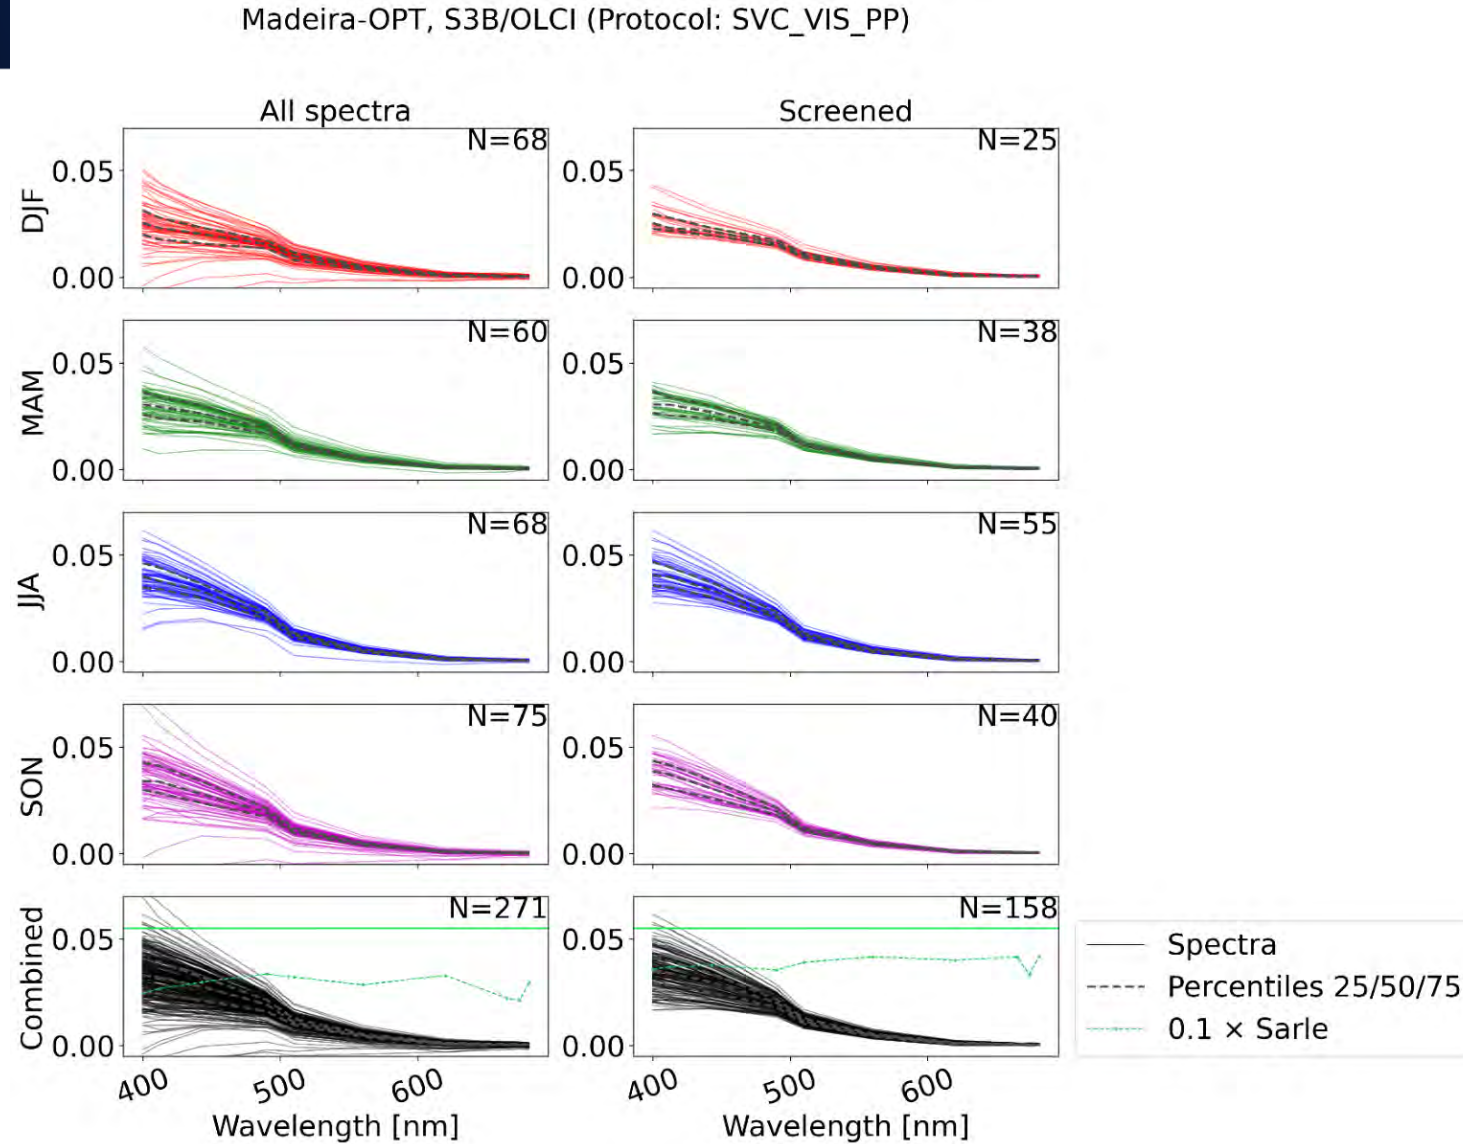 Madeira-OPT, S3B/OLCI (Protocol: SVC_VIS_PP)
All spectra
Screened
DJF
0.05
0.00
N=68
0.05
0.00
N=25
MAM
0.05
0.00
N=60
0.05
0.00
N=38
JJA
0.05
0.00
N=68
0.05
0.00
N=55
SON
0.05
0.00
N=75
0.05
0.00
N=40
Combined
0.05
0.00
N=271
0.05
0.00
N=158
400 500 600
400 500 600
Wavelength [nm]
Wavelength [nm]
Spectra
Percentiles 25/50/75
0.1 × Sarle